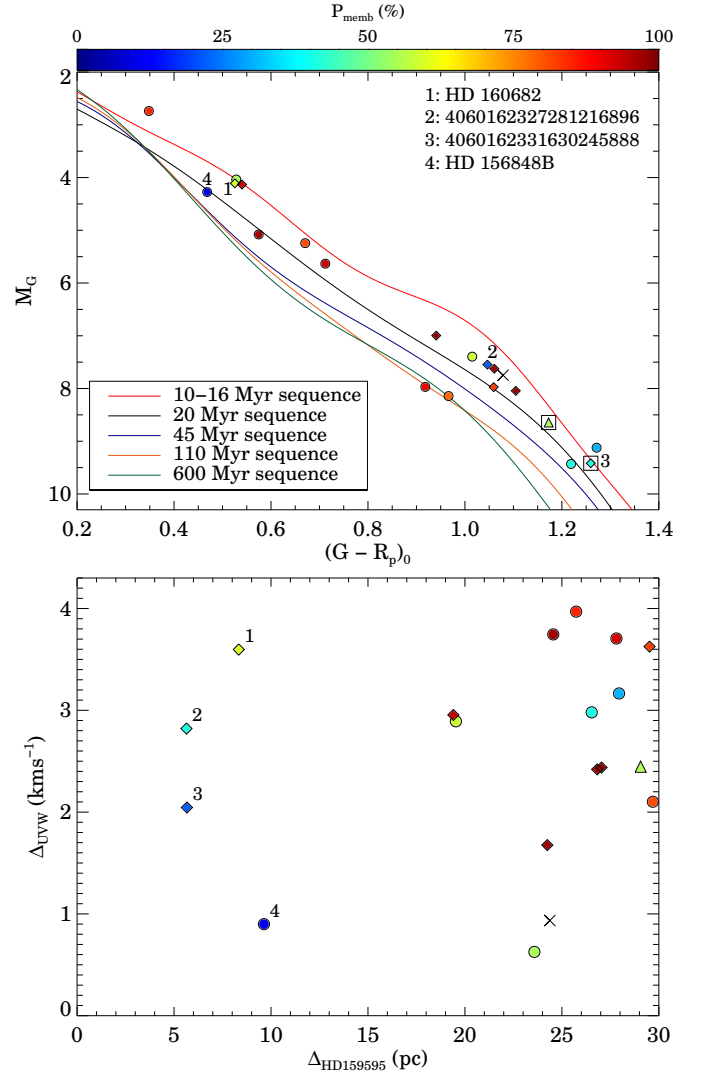 P_memb (%)
0 25 50 75 100
2
4
6
8
10
M_G
1: HD 160682
2: 4060162327281216896
3: 4060162331630245888
4: HD 156848B
4
1
2
3
10−16 Myr sequence
20 Myr sequence
45 Myr sequence
110 Myr sequence
600 Myr sequence
0.2 0.4 0.6 0.8 1.0 1.2 1.4
(G − R_p)_0
4
3
2
1
0
Δ_UVW (kms^−1)
1
2
3
4
0 5 10 15 20 25 30
Δ_HD159595 (pc)